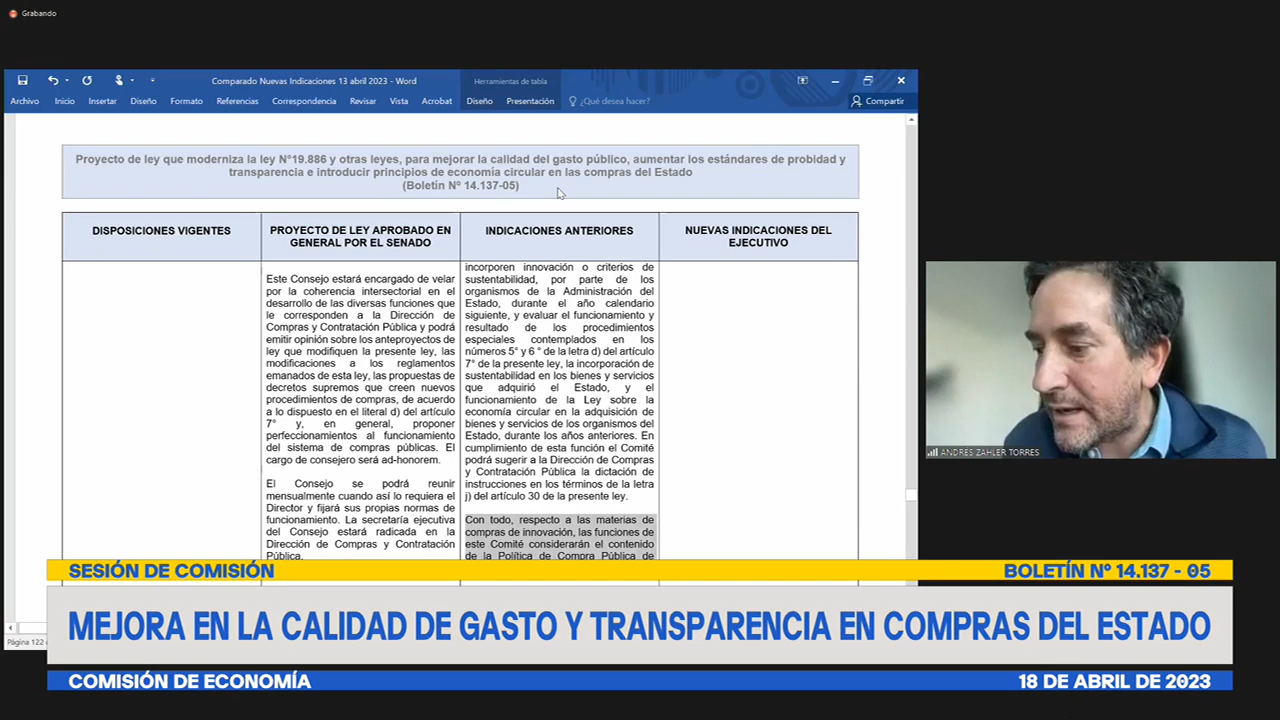 Grabando
Comparado Nuevas Indicaciones 13 abril 2023 - Word
Herramientas de tabla
Archivo Inicio Insertar Diseño Formato Referencias Correspondencia Revisar Vista Acrobat Diseño Presentación ¿Qué desea hacer? Compartir
Proyecto de ley que moderniza la ley N°19.886 y otras leyes, para mejorar la calidad del gasto público, aumentar los estándares de probidad y
transparencia e introducir principios de economía circular en las compras del Estado
(Boletín Nº 14.137-05)
DISPOSICIONES VIGENTES
PROYECTO DE LEY APROBADO EN
GENERAL POR EL SENADO
INDICACIONES ANTERIORES
NUEVAS INDICACIONES DEL
EJECUTIVO
Este Consejo estará encargado de velar
por la coherencia intersectorial en el
desarrollo de las diversas funciones que
le corresponden a la Dirección de
Compras y Contratación Pública y podrá
emitir opinión sobre los anteproyectos de
ley que modifiquen la presente ley, las
modificaciones a los reglamentos
emanados de esta ley, las propuestas de
decretos supremos que creen nuevos
procedimientos de compras, de acuerdo
a lo dispuesto en el literal d) del artículo
7° y, en general, proponer
perfeccionamientos al funcionamiento
del sistema de compras públicas. El
cargo de consejero será ad-honorem.
El Consejo se podrá reunir
mensualmente cuando así lo requiera el
Director y fijará sus propias normas de
funcionamiento. La secretaría ejecutiva
del Consejo estará radicada en la
Dirección de Compras y Contratación
Pública.
incorporen innovación o criterios de
sustentabilidad, por parte de los
organismos de la Administración del
Estado, durante el año calendario
siguiente, y evaluar el funcionamiento y
resultado de los procedimientos
especiales contemplados en los
números 5° y 6 ° de la letra d) del artículo
7° de la presente ley, la incorporación de
sustentabilidad en los bienes y servicios
que adquirió el Estado, y el
funcionamiento de la Ley sobre la
economía circular en la adquisición de
bienes y servicios de los organismos del
Estado, durante los años anteriores. En
cumplimiento de esta función el Comité
podrá sugerir a la Dirección de Compras
y Contratación Pública la dictación de
instrucciones en los términos de la letra
j) del artículo 30 de la presente ley.
Con todo, respecto a las materias de
compras de innovación, las funciones de
este Comité considerarán el contenido
de la Política de Compra Pública de
Página 122
ANDRES ZAHLER TORRES
SESIÓN DE COMISIÓN
BOLETÍN Nº 14.137 - 05
MEJORA EN LA CALIDAD DE GASTO Y TRANSPARENCIA EN COMPRAS DEL ESTADO
COMISIÓN DE ECONOMÍA
18 DE ABRIL DE 2023